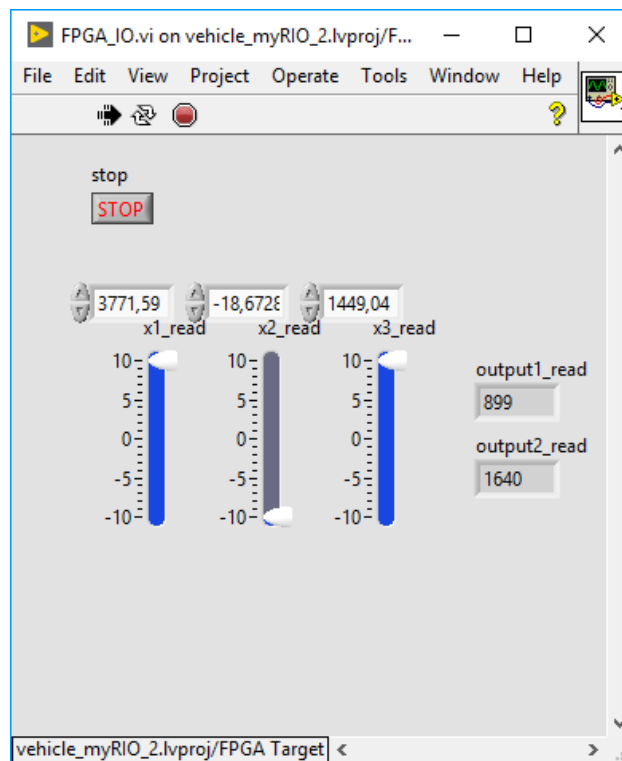 FPGA_IO.vi on vehicle_myRIO_2.lvproj/F...
File Edit View Project Operate Tools Window Help
stop
STOP
3771,59 -18,6728 1449,04
x1_read x2_read x3_read
10 10 10
5 5 5
0 0 0
-5 -5 -5
-10 -10 -10
output1_read
899
output2_read
1640
vehicle_myRIO_2.lvproj/FPGA Target